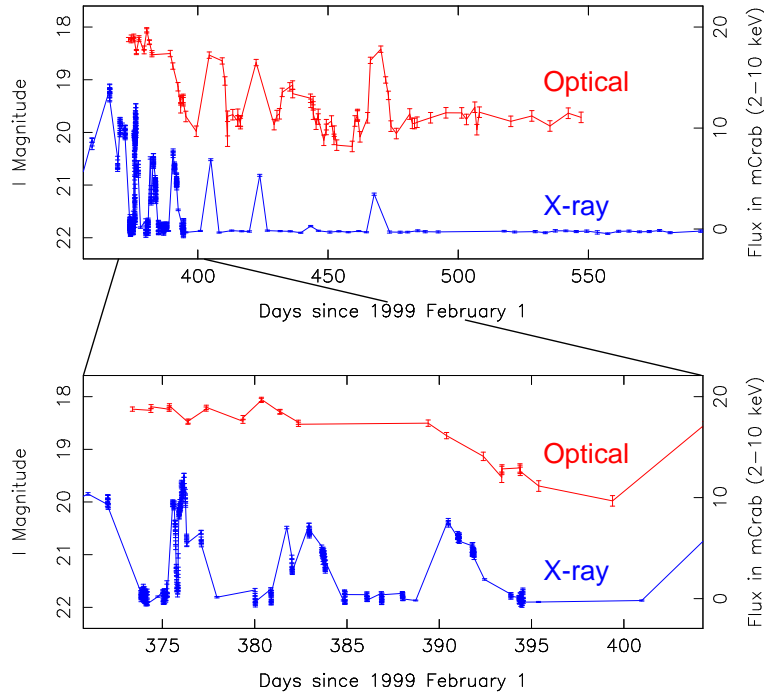 18
19
20
21
22
I Magnitude
20
10
0
Flux in mCrab (2−10 keV)
Optical
X-ray
400
450
500
550
Days since 1999 February 1
18
19
20
21
22
I Magnitude
20
10
0
Flux in mCrab (2−10 keV)
Optical
X-ray
375
380
385
390
395
400
Days since 1999 February 1